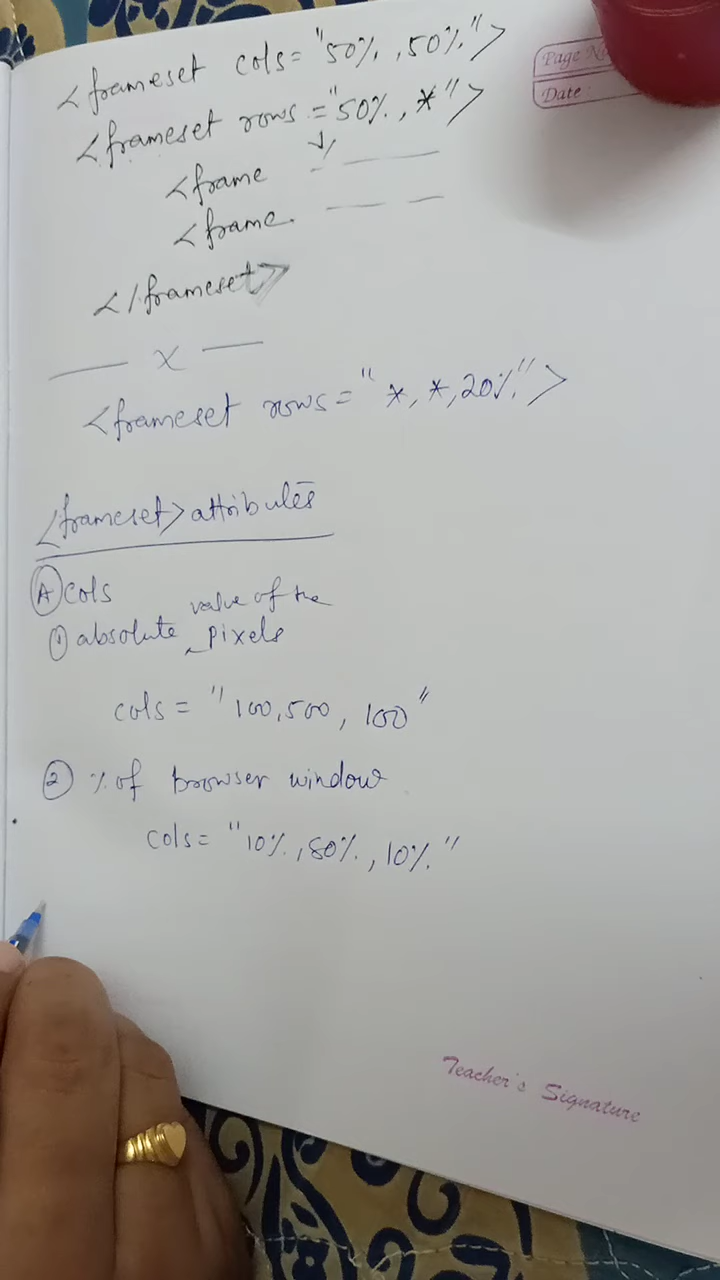 <frameset cols="50%,50%">
Page No
Date :
<frameset rows="50%,*">
<frame
<frame
</frameset>
x
<frameset rows="*,*,20%">
<frameset> attributes
A cols
① absolute value of the pixels
cols="100,500,100"
② % of browser window
cols="10%,80%,10%"
Teacher's Signature